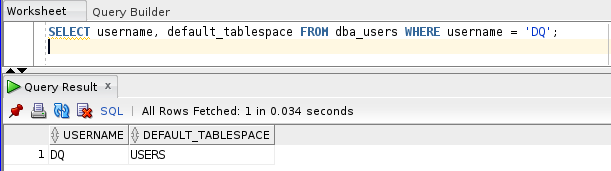 Worksheet Query Builder
SELECT username, default_tablespace FROM dba_users WHERE username = 'DQ';
Query Result x
SQL | All Rows Fetched: 1 in 0.034 seconds
USERNAME DEFAULT_TABLESPACE
1 DQ USERS